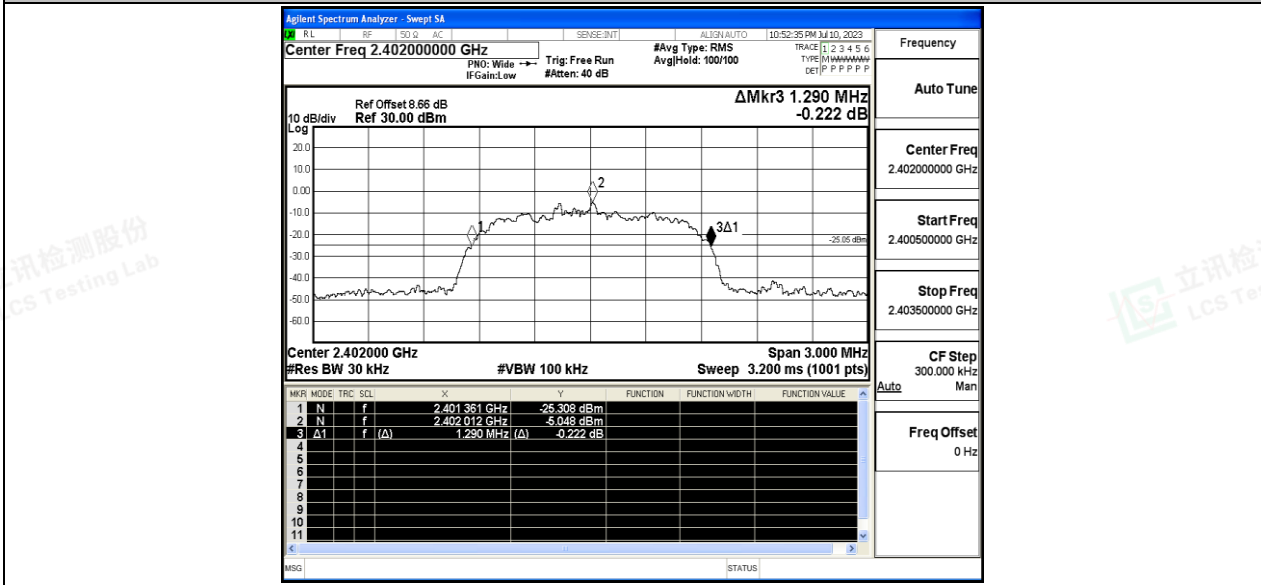 Agilent Spectrum Analyzer - Swept SA
RL RF 50 Ω AC SENSE:INT ALIGN AUTO 10:52:35 PM Jul 10, 2023
Center Freq 2.402000000 GHz
PNO: Wide
IFGain:Low
Trig: Free Run
#Atten: 40 dB
#Avg Type: RMS
Avg|Hold: 100/100
TRACE 1 2 3 4 5 6
TYPE M WWWWW
DET P P P P P P
Frequency
Auto Tune
Center Freq
2.402000000 GHz
Start Freq
2.400500000 GHz
Stop Freq
2.403500000 GHz
CF Step
300.000 kHz
Auto Man
Freq Offset
0 Hz
ΔMkr3 1.290 MHz
-0.222 dB
Ref Offset 8.66 dB
10 dB/div Ref 30.00 dBm
Log
20.0
10.0
0.00
-10.0
-20.0
-30.0
-40.0
-50.0
-60.0
1
2
3Δ1
-25.05 dBm
Center 2.402000 GHz Span 3.000 MHz
#Res BW 30 kHz #VBW 100 kHz Sweep 3.200 ms (1001 pts)
MKR MODE TRC SCL X Y FUNCTION FUNCTION WIDTH FUNCTION VALUE
1 N f 2.401 361 GHz -25.308 dBm
2 N f 2.402 012 GHz -5.048 dBm
3 Δ1 f (Δ) 1.290 MHz (Δ) -0.222 dB
4
5
6
7
8
9
10
11
MSG STATUS
讯检测股份
LCS Testing Lab
立讯检
LCS Te